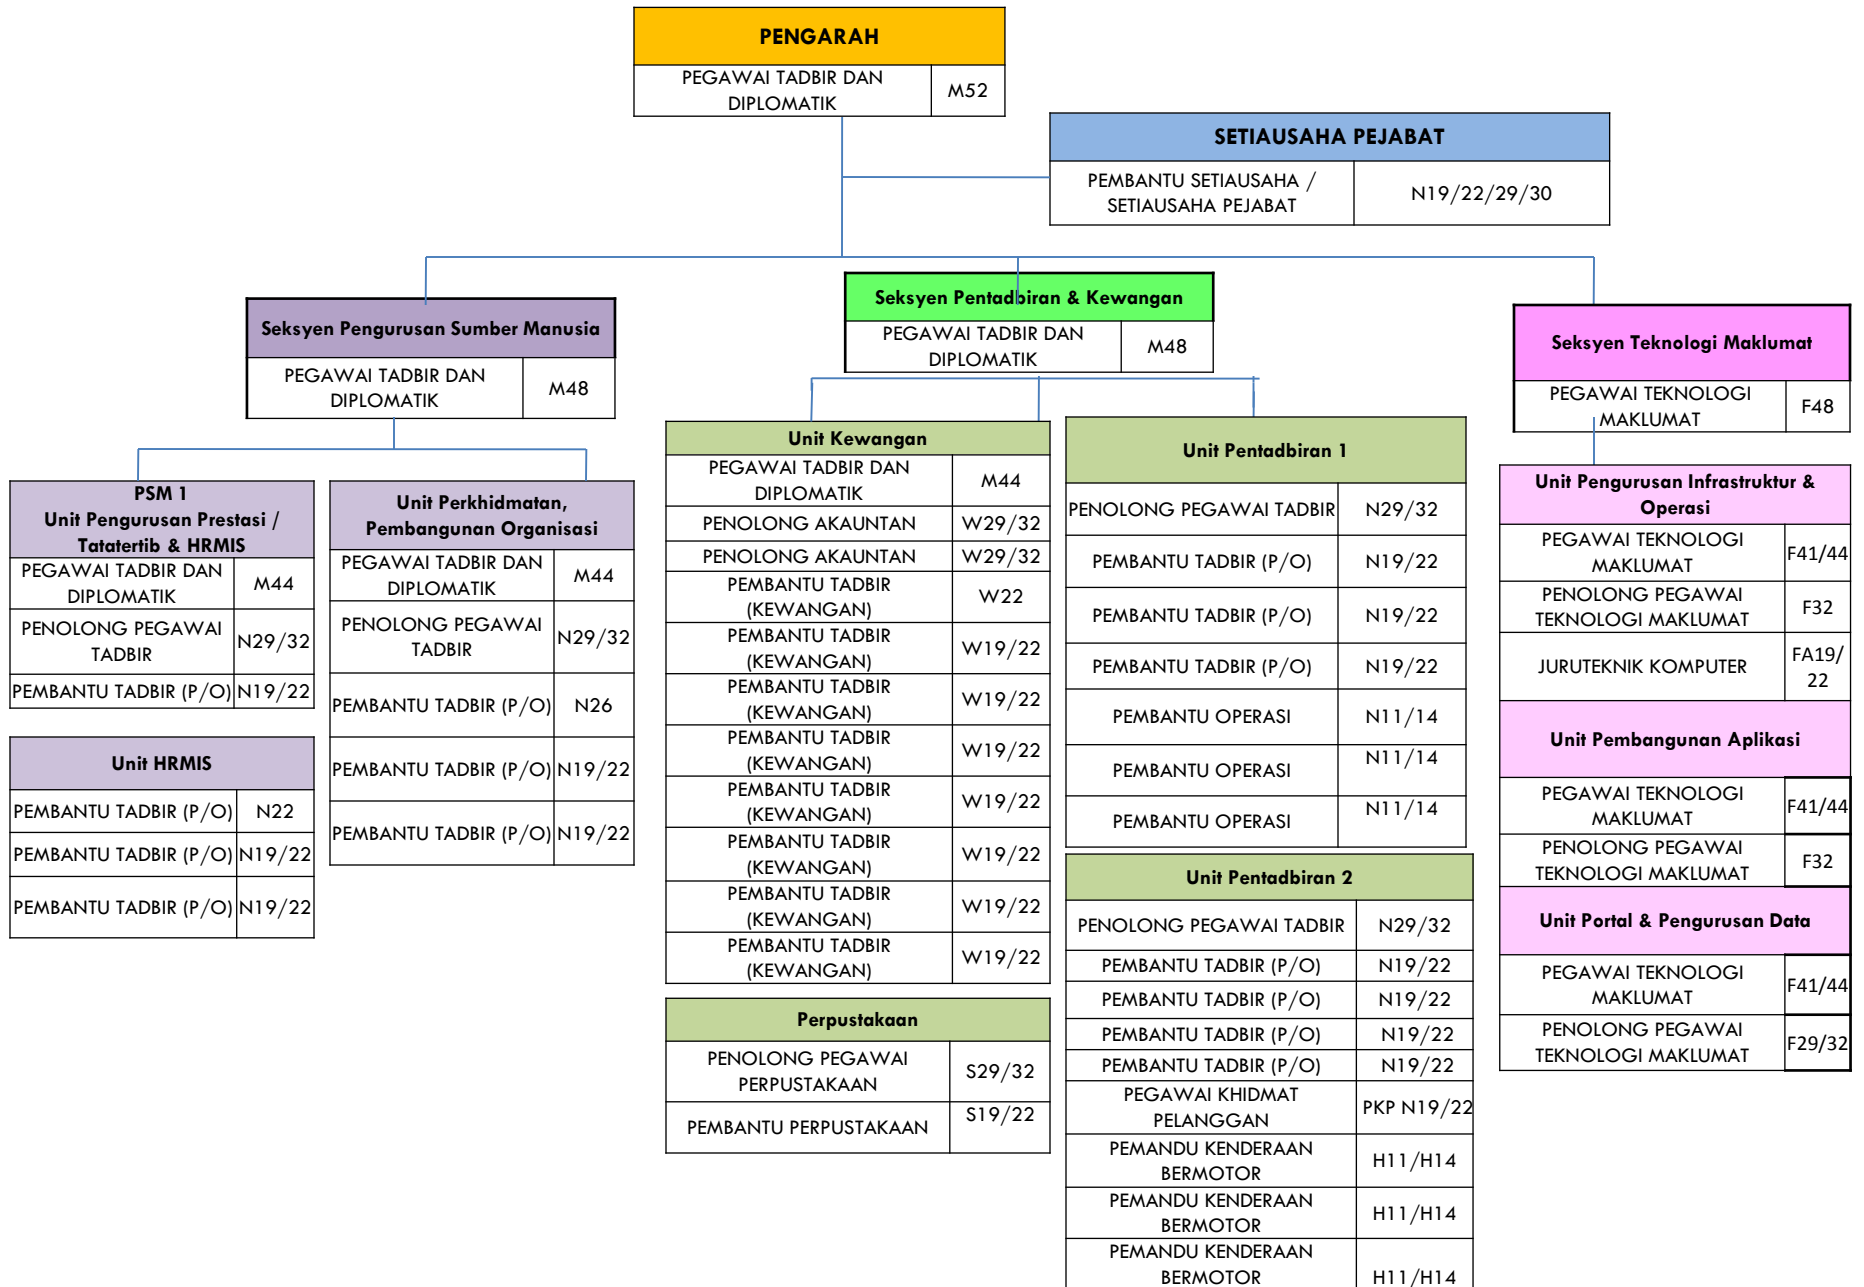 PENGARAH
PEGAWAI TADBIR DAN
DIPLOMATIK
M52
SETIAUSAHA PEJABAT
PEMBANTU SETIAUSAHA /
SETIAUSAHA PEJABAT
N19/22/29/30
Seksyen Pengurusan Sumber Manusia
PEGAWAI TADBIR DAN
DIPLOMATIK
M48
PSM 1
Unit Pengurusan Prestasi /
Tatatertib & HRMIS
PEGAWAI TADBIR DAN
DIPLOMATIK
M44
PENOLONG PEGAWAI
TADBIR
N29/32
PEMBANTU TADBIR (P/O)
N19/22
Unit HRMIS
PEMBANTU TADBIR (P/O)
N22
PEMBANTU TADBIR (P/O)
N19/22
PEMBANTU TADBIR (P/O)
N19/22
Unit Perkhidmatan,
Pembangunan Organisasi
PEGAWAI TADBIR DAN
DIPLOMATIK
M44
PENOLONG PEGAWAI
TADBIR
N29/32
PEMBANTU TADBIR (P/O)
N26
PEMBANTU TADBIR (P/O)
N19/22
PEMBANTU TADBIR (P/O)
N19/22
Seksyen Pentadbiran & Kewangan
PEGAWAI TADBIR DAN
DIPLOMATIK
M48
Unit Kewangan
PEGAWAI TADBIR DAN
DIPLOMATIK
M44
PENOLONG AKAUNTAN
W29/32
PENOLONG AKAUNTAN
W29/32
PEMBANTU TADBIR
(KEWANGAN)
W22
PEMBANTU TADBIR
(KEWANGAN)
W19/22
PEMBANTU TADBIR
(KEWANGAN)
W19/22
PEMBANTU TADBIR
(KEWANGAN)
W19/22
PEMBANTU TADBIR
(KEWANGAN)
W19/22
PEMBANTU TADBIR
(KEWANGAN)
W19/22
PEMBANTU TADBIR
(KEWANGAN)
W19/22
PEMBANTU TADBIR
(KEWANGAN)
W19/22
Perpustakaan
PENOLONG PEGAWAI
PERPUSTAKAAN
S29/32
PEMBANTU PERPUSTAKAAN
S19/22
Unit Pentadbiran 1
PENOLONG PEGAWAI TADBIR
N29/32
PEMBANTU TADBIR (P/O)
N19/22
PEMBANTU TADBIR (P/O)
N19/22
PEMBANTU TADBIR (P/O)
N19/22
PEMBANTU OPERASI
N11/14
PEMBANTU OPERASI
N11/14
PEMBANTU OPERASI
N11/14
Unit Pentadbiran 2
PENOLONG PEGAWAI TADBIR
N29/32
PEMBANTU TADBIR (P/O)
N19/22
PEMBANTU TADBIR (P/O)
N19/22
PEMBANTU TADBIR (P/O)
N19/22
PEMBANTU TADBIR (P/O)
N19/22
PEGAWAI KHIDMAT
PELANGGAN
PKP N19/22
PEMANDU KENDERAAN
BERMOTOR
H11/H14
PEMANDU KENDERAAN
BERMOTOR
H11/H14
PEMANDU KENDERAAN
BERMOTOR
H11/H14
Seksyen Teknologi Maklumat
PEGAWAI TEKNOLOGI
MAKLUMAT
F48
Unit Pengurusan Infrastruktur &
Operasi
PEGAWAI TEKNOLOGI
MAKLUMAT
F41/44
PENOLONG PEGAWAI
TEKNOLOGI MAKLUMAT
F32
JURUTEKNIK KOMPUTER
FA19/
22
Unit Pembangunan Aplikasi
PEGAWAI TEKNOLOGI
MAKLUMAT
F41/44
PENOLONG PEGAWAI
TEKNOLOGI MAKLUMAT
F32
Unit Portal & Pengurusan Data
PEGAWAI TEKNOLOGI
MAKLUMAT
F41/44
PENOLONG PEGAWAI
TEKNOLOGI MAKLUMAT
F29/32